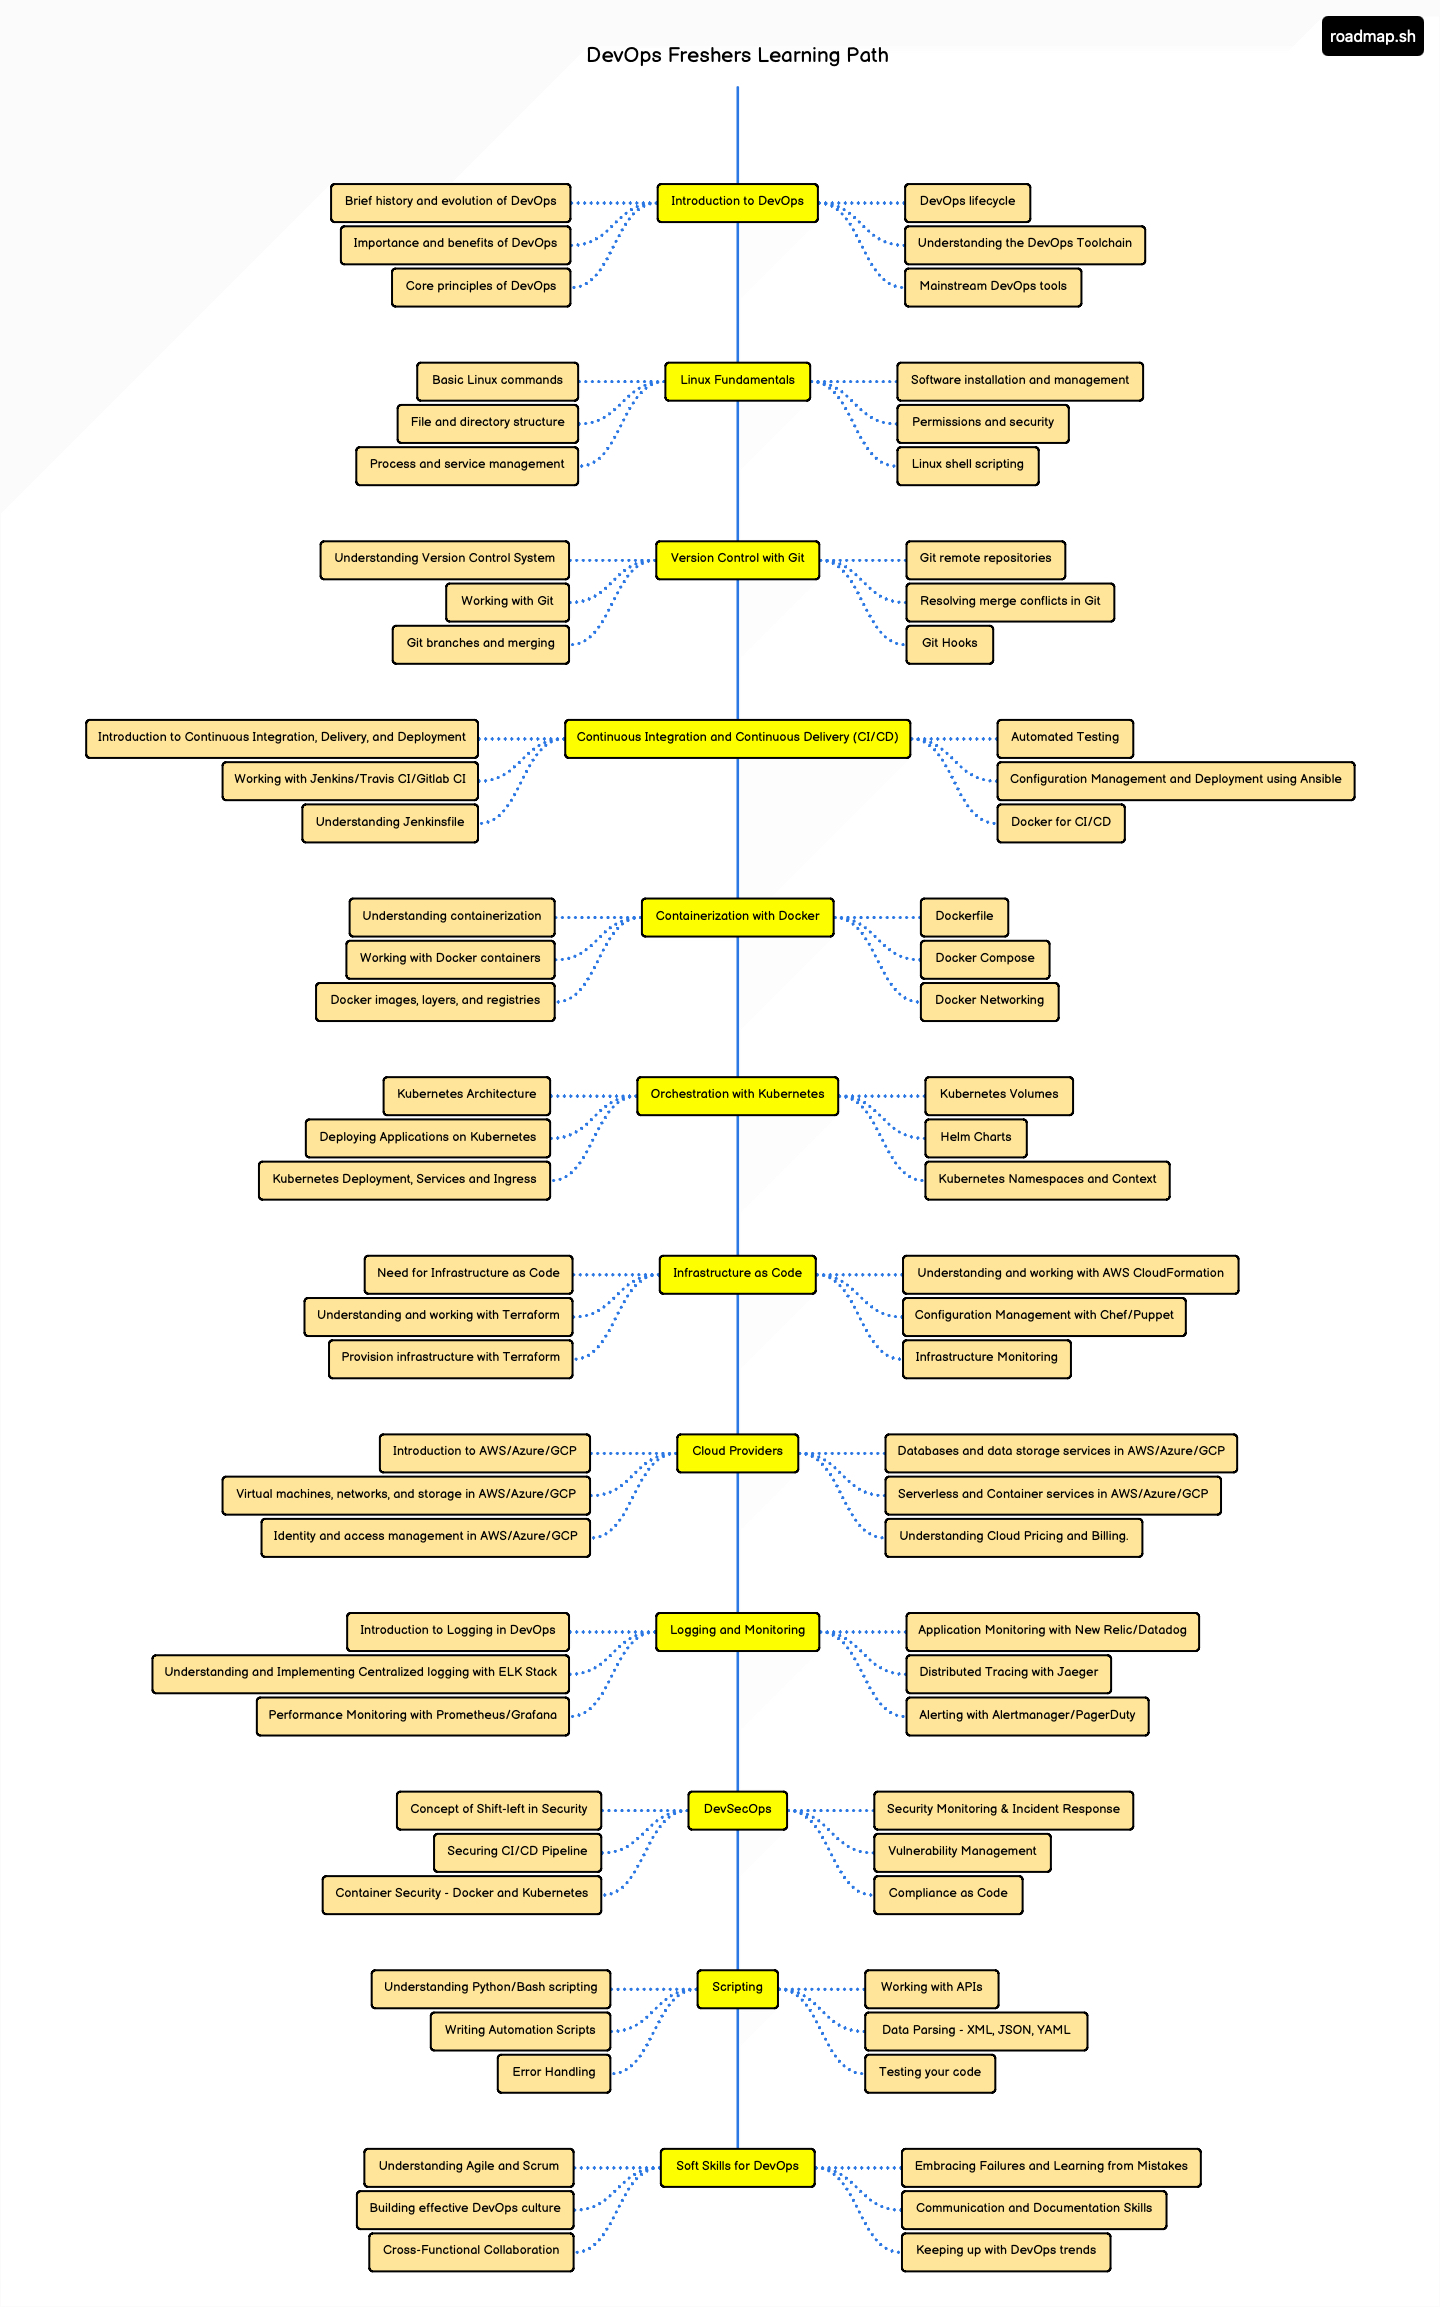 roadmap.sh
DevOps Freshers Learning Path
Brief history and evolution of DevOps
Importance and benefits of DevOps
Core principles of DevOps
Introduction to DevOps
DevOps lifecycle
Understanding the DevOps Toolchain
Mainstream DevOps tools
Basic Linux commands
File and directory structure
Process and service management
Linux Fundamentals
Software installation and management
Permissions and security
Linux shell scripting
Understanding Version Control System
Working with Git
Git branches and merging
Version Control with Git
Git remote repositories
Resolving merge conflicts in Git
Git Hooks
Introduction to Continuous Integration, Delivery, and Deployment
Working with Jenkins/Travis CI/Gitlab CI
Understanding Jenkinsfile
Continuous Integration and Continuous Delivery (CI/CD)
Automated Testing
Configuration Management and Deployment using Ansible
Docker for CI/CD
Understanding containerization
Working with Docker containers
Docker images, layers, and registries
Containerization with Docker
Dockerfile
Docker Compose
Docker Networking
Kubernetes Architecture
Deploying Applications on Kubernetes
Kubernetes Deployment, Services and Ingress
Orchestration with Kubernetes
Kubernetes Volumes
Helm Charts
Kubernetes Namespaces and Context
Need for Infrastructure as Code
Understanding and working with Terraform
Provision infrastructure with Terraform
Infrastructure as Code
Understanding and working with AWS CloudFormation
Configuration Management with Chef/Puppet
Infrastructure Monitoring
Introduction to AWS/Azure/GCP
Virtual machines, networks, and storage in AWS/Azure/GCP
Identity and access management in AWS/Azure/GCP
Cloud Providers
Databases and data storage services in AWS/Azure/GCP
Serverless and Container services in AWS/Azure/GCP
Understanding Cloud Pricing and Billing.
Introduction to Logging in DevOps
Understanding and Implementing Centralized logging with ELK Stack
Performance Monitoring with Prometheus/Grafana
Logging and Monitoring
Application Monitoring with New Relic/Datadog
Distributed Tracing with Jaeger
Alerting with Alertmanager/PagerDuty
Concept of Shift-left in Security
Securing CI/CD Pipeline
Container Security - Docker and Kubernetes
DevSecOps
Security Monitoring & Incident Response
Vulnerability Management
Compliance as Code
Understanding Python/Bash scripting
Writing Automation Scripts
Error Handling
Scripting
Working with APIs
Data Parsing - XML, JSON, YAML
Testing your code
Understanding Agile and Scrum
Building effective DevOps culture
Cross-Functional Collaboration
Soft Skills for DevOps
Embracing Failures and Learning from Mistakes
Communication and Documentation Skills
Keeping up with DevOps trends